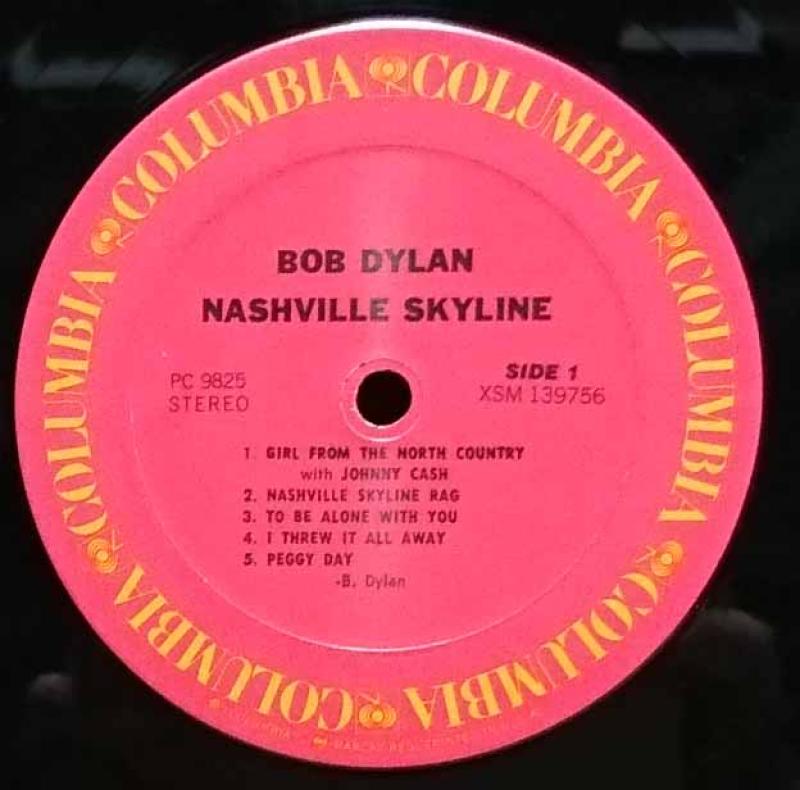 COLUMBIA COLUMBIA COLUMBIA COLUMBIA COLUMBIA COLUMBIA COLUMBIA COLUMBIA
BOB DYLAN
NASHVILLE SKYLINE
PC 9825
STEREO
SIDE 1
XSM 139756
1. GIRL FROM THE NORTH COUNTRY
with JOHNNY CASH
2. NASHVILLE SKYLINE RAG
3. TO BE ALONE WITH YOU
4. I THREW IT ALL AWAY
5. PEGGY DAY
-B. Dylan